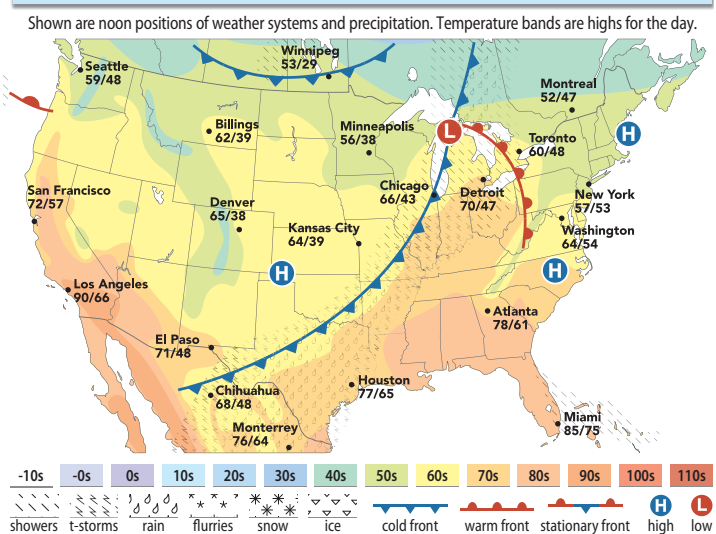 Shown are noon positions of weather systems and precipitation. Temperature bands are highs for the day.
Winnipeg
53/29
Seattle
59/48
Montreal
52/47
Billings
62/39
Minneapolis
56/38
L
H
Toronto
60/48
San Francisco
72/57
Denver
65/38
Chicago
66/43
Detroit
70/47
New York
57/53
Kansas City
64/39
Washington
64/54
H
H
Los Angeles
90/66
Atlanta
78/61
El Paso
71/48
Chihuahua
68/48
Houston
77/65
Monterrey
76/64
Miami
85/75
-10s -0s 0s 10s 20s 30s 40s 50s 60s 70s 80s 90s 100s 110s
H L
showers t-storms rain flurries snow ice cold front warm front stationary front high low